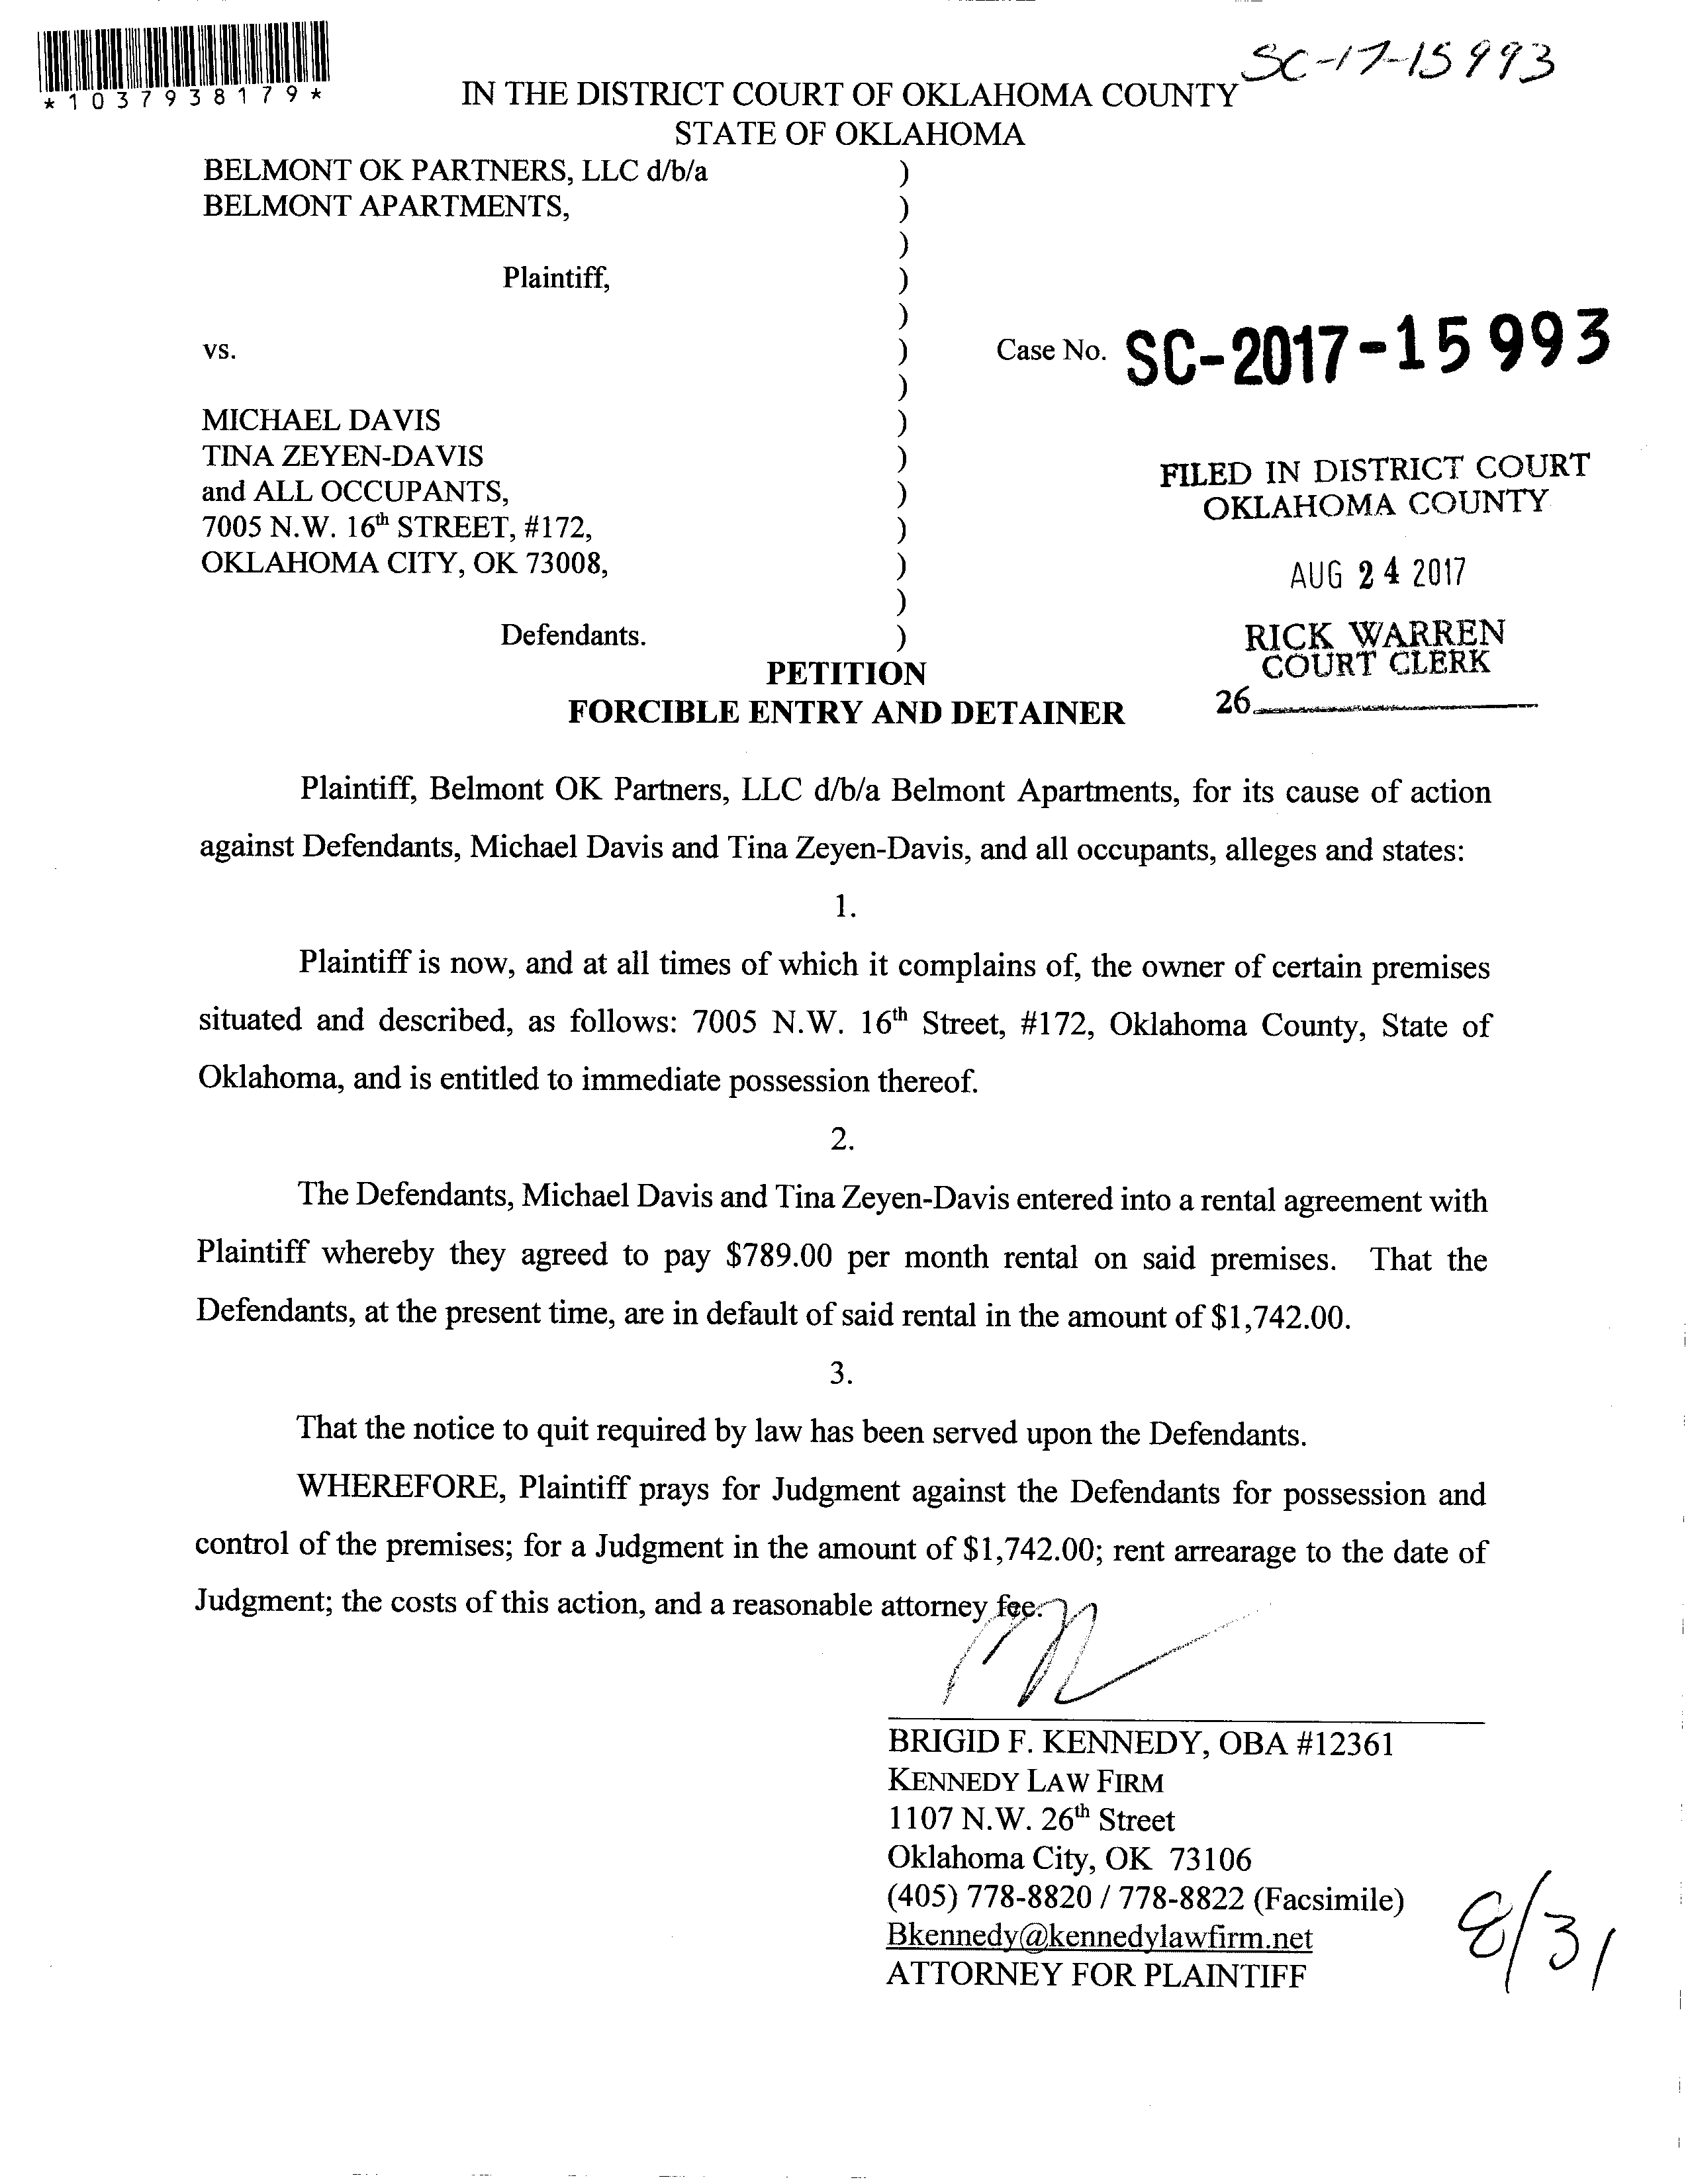 SC-17-15993
*1037938179*
IN THE DISTRICT COURT OF OKLAHOMA COUNTY
STATE OF OKLAHOMA
BELMONT OK PARTNERS, LLC d/b/a )
BELMONT APARTMENTS, )
)
Plaintiff, )
)
vs. ) Case No. SC-2017-15993
)
MICHAEL DAVIS )
TINA ZEYEN-DAVIS )
and ALL OCCUPANTS, )
7005 N.W. 16th STREET, #172, )
OKLAHOMA CITY, OK 73008, )
)
Defendants. )
FILED IN DISTRICT COURT
OKLAHOMA COUNTY
AUG 24 2017
RICK WARREN
COURT CLERK
26
PETITION
FORCIBLE ENTRY AND DETAINER
Plaintiff, Belmont OK Partners, LLC d/b/a Belmont Apartments, for its cause of action
against Defendants, Michael Davis and Tina Zeyen-Davis, and all occupants, alleges and states:
1.
Plaintiff is now, and at all times of which it complains of, the owner of certain premises
situated and described, as follows: 7005 N.W. 16th Street, #172, Oklahoma County, State of
Oklahoma, and is entitled to immediate possession thereof.
2.
The Defendants, Michael Davis and Tina Zeyen-Davis entered into a rental agreement with
Plaintiff whereby they agreed to pay $789.00 per month rental on said premises. That the
Defendants, at the present time, are in default of said rental in the amount of $1,742.00.
3.
That the notice to quit required by law has been served upon the Defendants.
WHEREFORE, Plaintiff prays for Judgment against the Defendants for possession and
control of the premises; for a Judgment in the amount of $1,742.00; rent arrearage to the date of
Judgment; the costs of this action, and a reasonable attorney fee.
BRIGID F. KENNEDY, OBA #12361
KENNEDY LAW FIRM
1107 N.W. 26th Street
Oklahoma City, OK 73106
(405) 778-8820 / 778-8822 (Facsimile)
Bkennedy@kennedylawfirm.net
ATTORNEY FOR PLAINTIFF
8/31